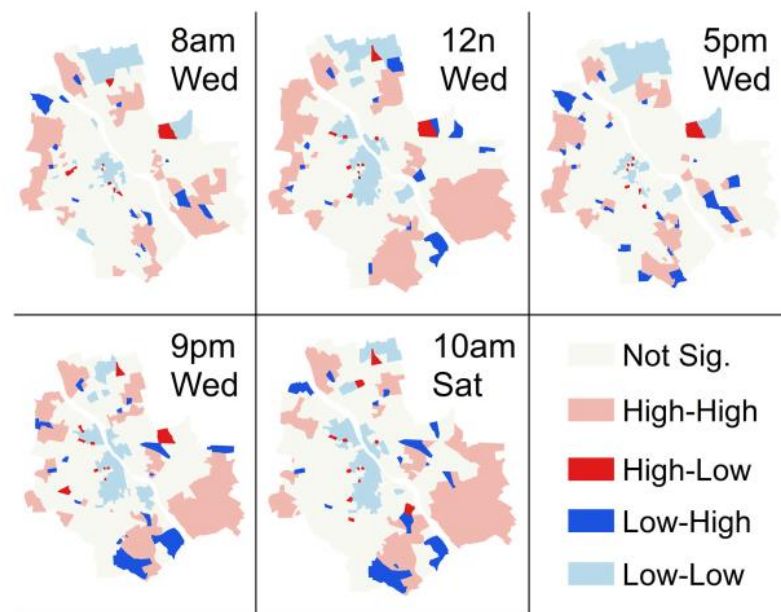 8am
Wed
12n
Wed
5pm
Wed
9pm
Wed
10am
Sat
Not Sig.
High-High
High-Low
Low-High
Low-Low